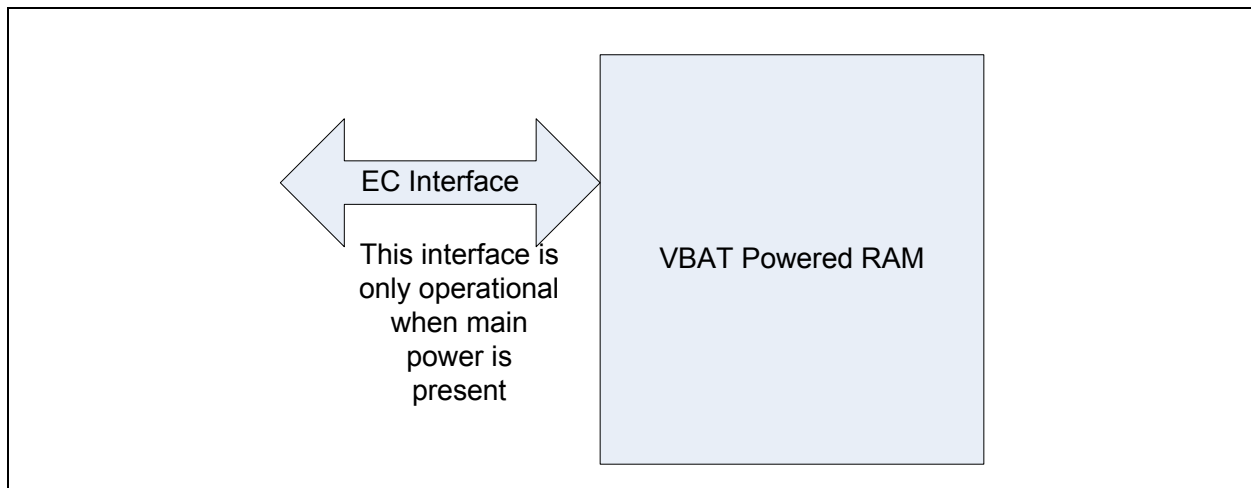 EC Interface
This interface is
only operational
when main
power is
present
VBAT Powered RAM